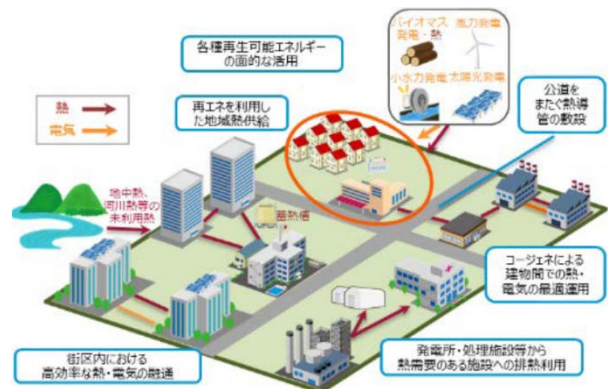 各種再生可能エネルギー
の面的な活用
バイオマス
発電・熱
風力発電
小水力発電
太陽光発電
公道を
またぐ熱導
管の敷設
熱
電気
再エネを利用し
た地域熱供給
地中熱、
河川熱等の
未利用熱
蓄熱槽
コージェネによる
建物間での熱・
電気の最適運用
街区内における
高効率な熱・電気の融通
発電所・処理施設等から
熱需要のある施設への排熱利用